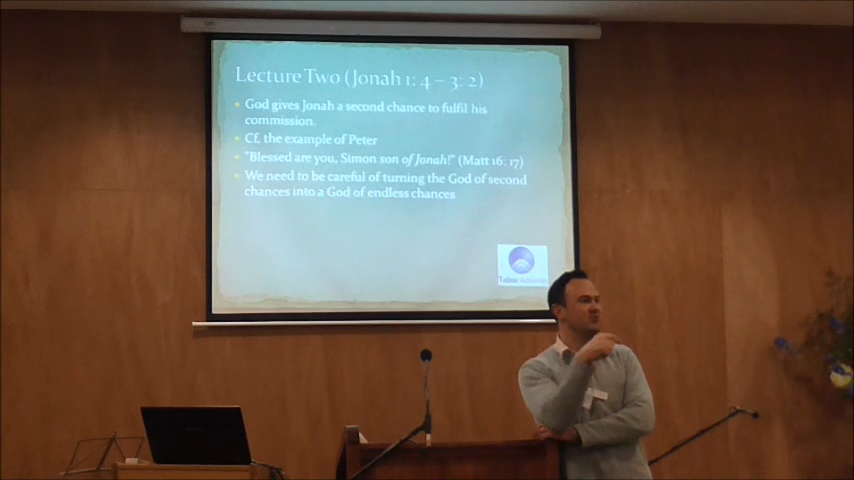 Lecture Two (Jonah 1: 4 – 3: 2)
God gives Jonah a second chance to fulfil his
commission.
Cf. the example of Peter
"Blessed are you, Simon son of Jonah!" (Matt 16: 17)
We need to be careful of turning the God of second
chances into a God of endless chances
Tabor Adelaide